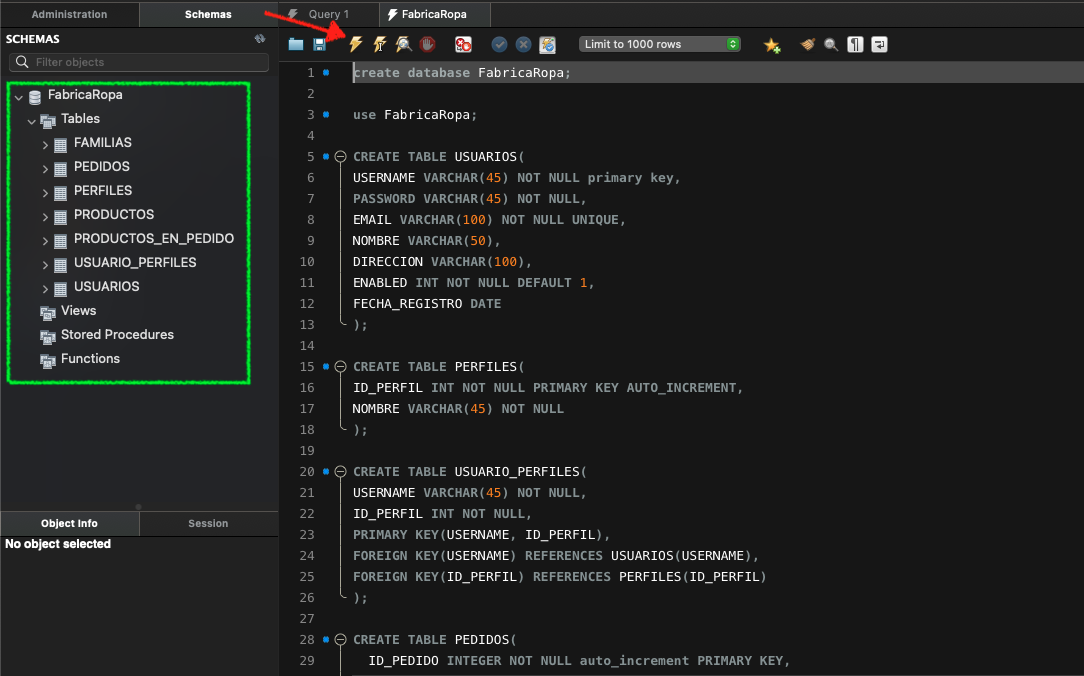 Administration
Schemas
Query 1
FabricaRopa
SCHEMAS
Filter objects
FabricaRopa
Tables
FAMILIAS
PEDIDOS
PERFILES
PRODUCTOS
PRODUCTOS_EN_PEDIDO
USUARIO_PERFILES
USUARIOS
Views
Stored Procedures
Functions
Object Info
Session
No object selected
Limit to 1000 rows
1 create database FabricaRopa;
2
3 use FabricaRopa;
4
5 CREATE TABLE USUARIOS(
6 USERNAME VARCHAR(45) NOT NULL primary key,
7 PASSWORD VARCHAR(45) NOT NULL,
8 EMAIL VARCHAR(100) NOT NULL UNIQUE,
9 NOMBRE VARCHAR(50),
10 DIRECCION VARCHAR(100),
11 ENABLED INT NOT NULL DEFAULT 1,
12 FECHA_REGISTRO DATE
13 );
14
15 CREATE TABLE PERFILES(
16 ID_PERFIL INT NOT NULL PRIMARY KEY AUTO_INCREMENT,
17 NOMBRE VARCHAR(45) NOT NULL
18 );
19
20 CREATE TABLE USUARIO_PERFILES(
21 USERNAME VARCHAR(45) NOT NULL,
22 ID_PERFIL INT NOT NULL,
23 PRIMARY KEY(USERNAME, ID_PERFIL),
24 FOREIGN KEY(USERNAME) REFERENCES USUARIOS(USERNAME),
25 FOREIGN KEY(ID_PERFIL) REFERENCES PERFILES(ID_PERFIL)
26 );
27
28 CREATE TABLE PEDIDOS(
29 ID_PEDIDO INTEGER NOT NULL auto_increment PRIMARY KEY,